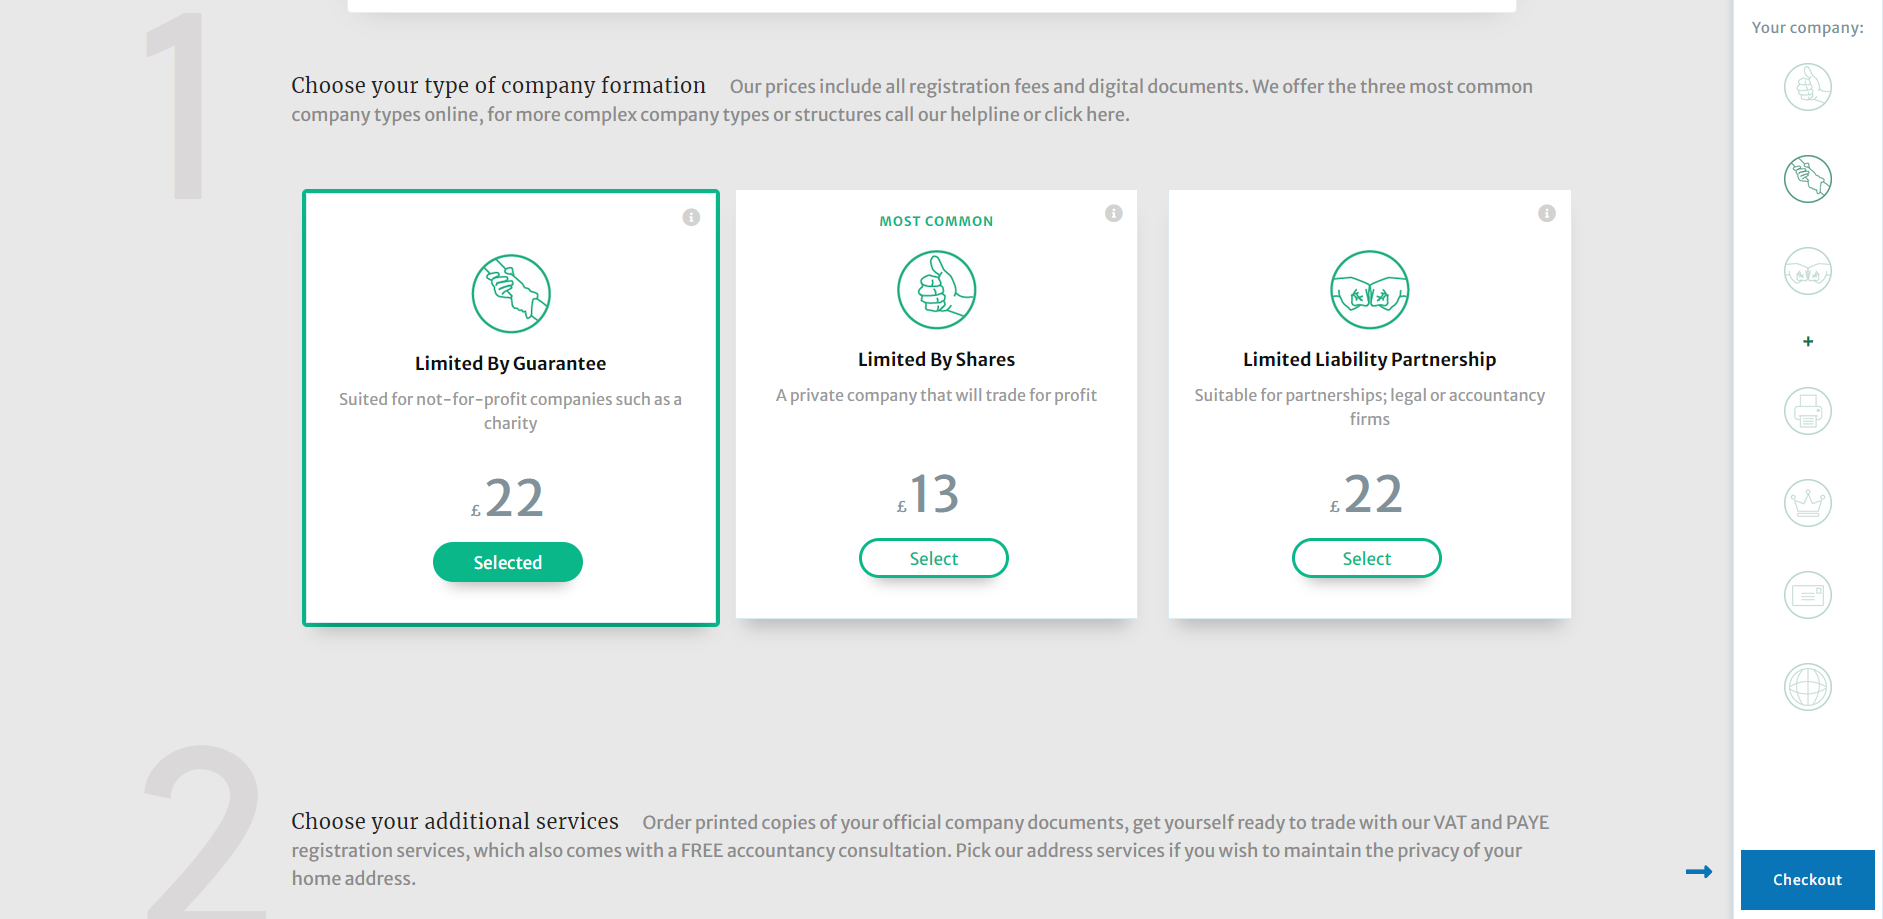 Your company:
1
Choose your type of company formation Our prices include all registration fees and digital documents. We offer the three most common
company types online, for more complex company types or structures call our helpline or click here.
Limited By Guarantee
Suited for not-for-profit companies such as a
charity
£22
Selected
MOST COMMON
Limited By Shares
A private company that will trade for profit
£13
Select
Limited Liability Partnership
Suitable for partnerships; legal or accountancy
firms
£22
Select
+
2
Choose your additional services Order printed copies of your official company documents, get yourself ready to trade with our VAT and PAYE
registration services, which also comes with a FREE accountancy consultation. Pick our address services if you wish to maintain the privacy of your
home address.
Checkout